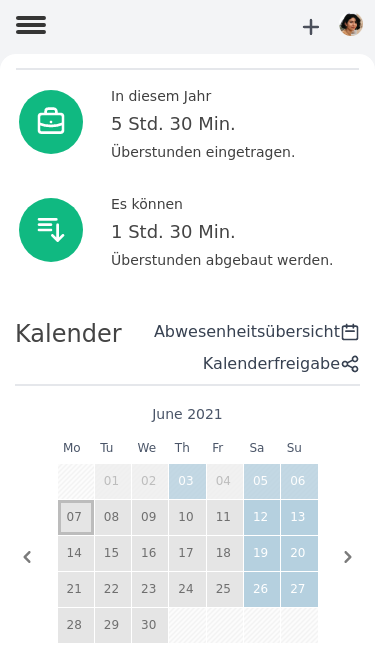 In diesem Jahr
5 Std. 30 Min.
Überstunden eingetragen.
Es können
1 Std. 30 Min.
Überstunden abgebaut werden.
Kalender
Abwesenheitsübersicht
Kalenderfreigabe
June 2021
Mo Tu We Th Fr Sa Su
01 02 03 04 05 06
07 08 09 10 11 12 13
14 15 16 17 18 19 20
21 22 23 24 25 26 27
28 29 30